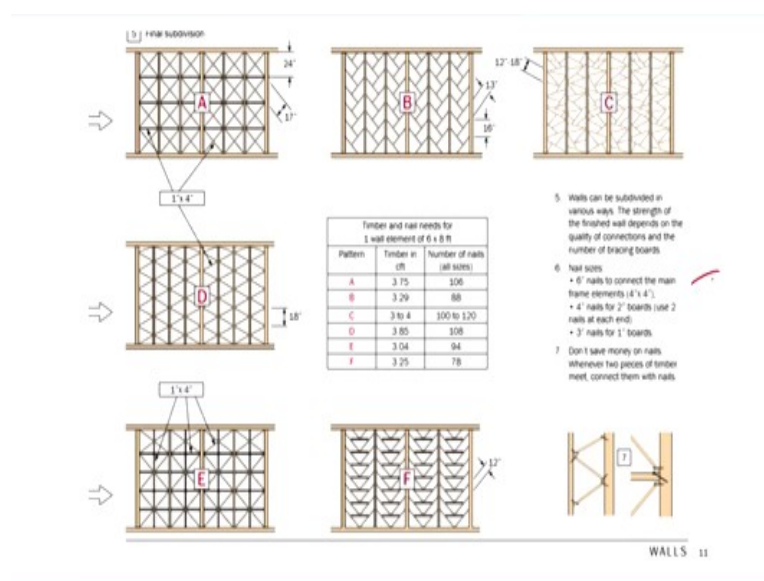 5 Final subdivision
24"
17"
A
13"
16"
B
12"-18"
C
1"x 4"
D
18"
Timber and nail needs for
1 wall element of 6 x 8 ft
Pattern Timber in cft Number of nails (all sizes)
A 3.75 106
B 3.29 88
C 3 to 4 100 to 120
D 3.85 108
E 3.04 94
F 3.25 78
5 Walls can be subdivided in
various ways. The strength of
the finished wall depends on the
quality of connections and the
number of bracing boards.
6 Nail sizes
• 6" nails to connect the main
frame elements (4"x 4"),
• 4" nails for 2" boards (use 2
nails at each end)
• 3" nails for 1" boards.
7 Don't save money on nails.
Whenever two pieces of timber
meet, connect them with nails.
1"x 4"
E
12"
F
7
WALLS 11